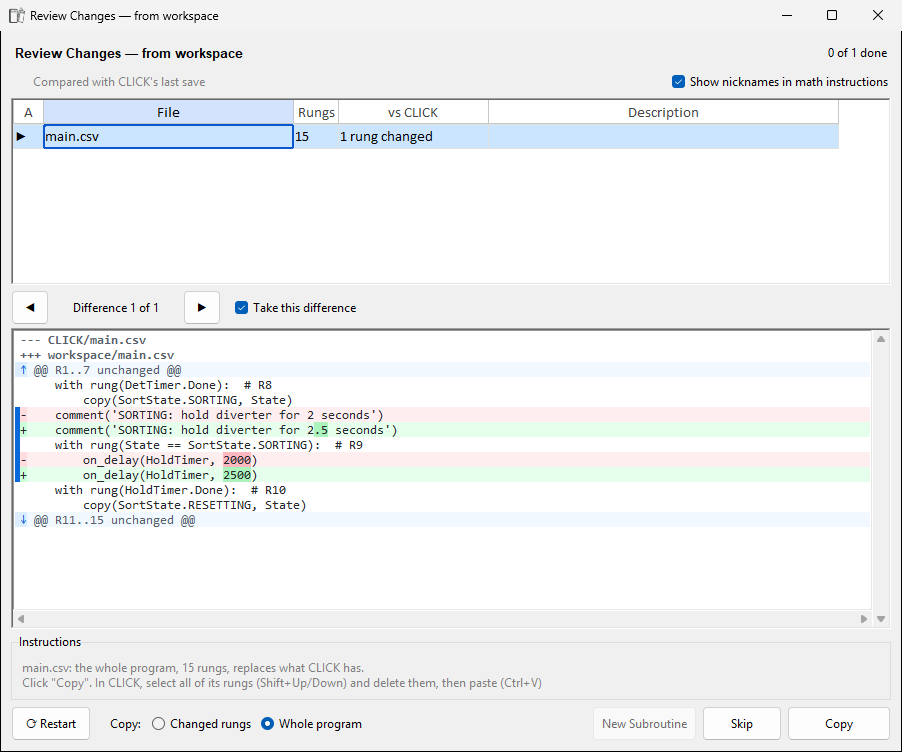 Review Changes — from workspace
Review Changes — from workspace
0 of 1 done
Compared with CLICK's last save
Show nicknames in math instructions
A File Rungs vs CLICK Description
▶ main.csv 15 1 rung changed
◀ Difference 1 of 1 ▶ Take this difference
--- CLICK/main.csv
+++ workspace/main.csv
↑ @@ R1..7 unchanged @@
with rung(DetTimer.Done):  # R8
copy(SortState.SORTING, State)
-    comment('SORTING: hold diverter for 2 seconds')
+    comment('SORTING: hold diverter for 2.5 seconds')
with rung(State == SortState.SORTING):  # R9
-        on_delay(HoldTimer, 2000)
+        on_delay(HoldTimer, 2500)
with rung(HoldTimer.Done):  # R10
copy(SortState.RESETTING, State)
↓ @@ R11..15 unchanged @@
Instructions
main.csv: the whole program, 15 rungs, replaces what CLICK has.
Click "Copy". In CLICK, select all of its rungs (Shift+Up/Down) and delete them, then paste (Ctrl+V)
⟳ Restart Copy: Changed rungs Whole program New Subroutine Skip Copy